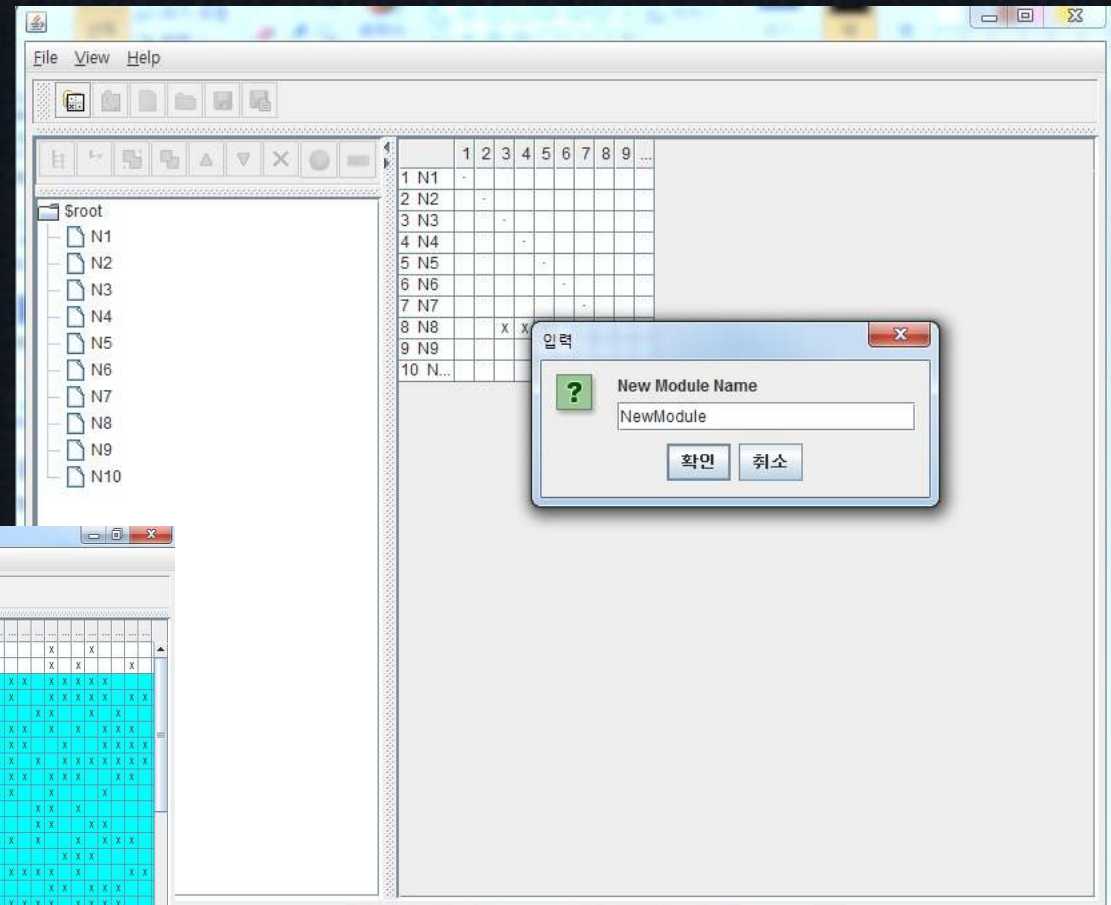 File View Help
1 2 3 4 5 6 7 8 9 ...
1 N1 .
2 N2 .
3 N3 .
4 N4 .
5 N5 .
6 N6 .
7 N7 .
8 N8 x x
9 N9
10 N...
$root
N1
N2
N3
N4
N5
N6
N7
N8
N9
N10
입력
? New Module Name
NewModule
확인 취소